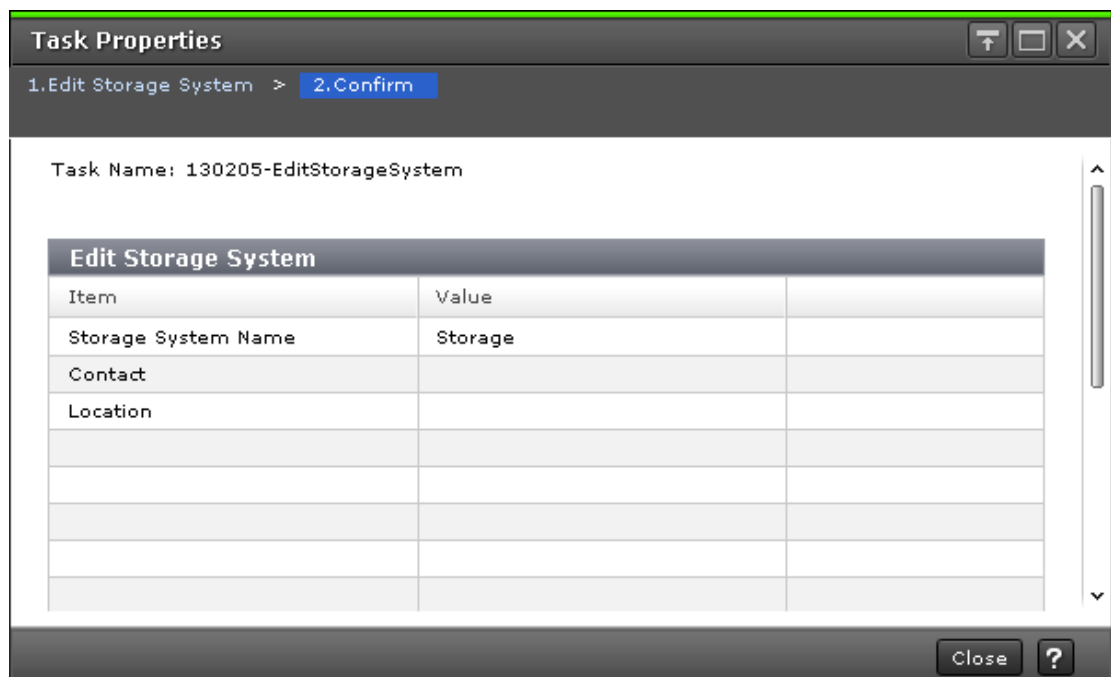 Task Properties
1.Edit Storage System > 2.Confirm
Task Name: 130205-EditStorageSystem
Edit Storage System
Item Value
Storage System Name Storage
Contact
Location
Close ?